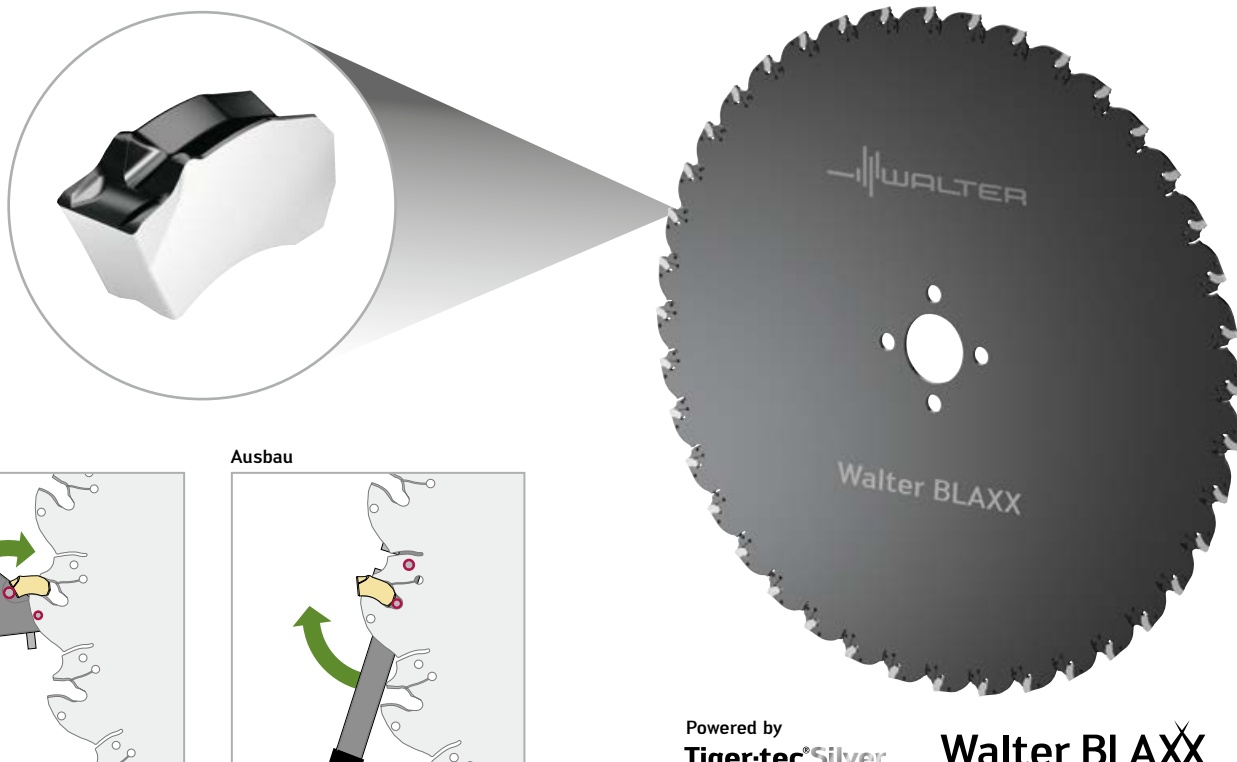 WALTER
Walter BLAXX
Ausbau
Powered by
Tiger·tec®Silver
Walter BLAXX